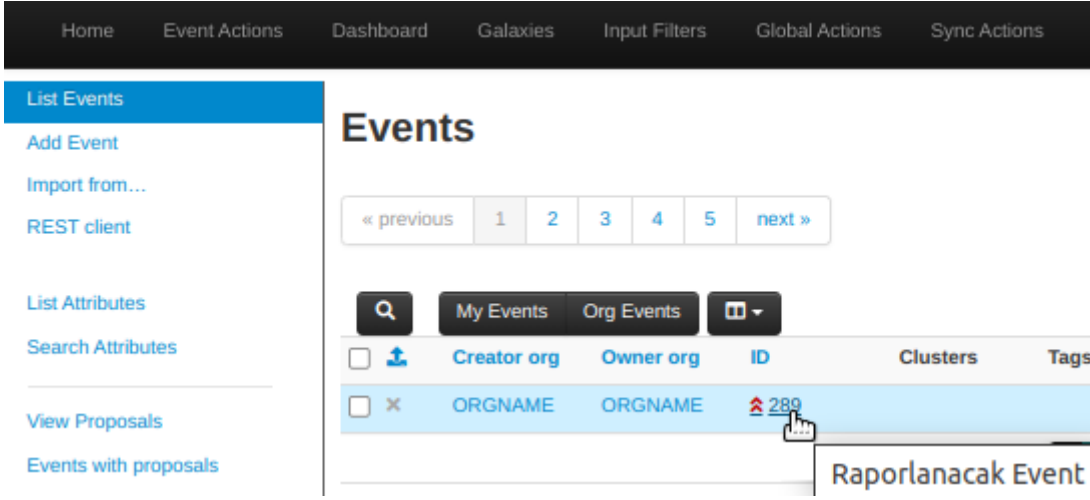 Home Event Actions Dashboard Galaxies Input Filters Global Actions Sync Actions
List Events
Add Event
Import from…
REST client
List Attributes
Search Attributes
View Proposals
Events with proposals
Events
« previous 1 2 3 4 5 next »
My Events Org Events
Creator org Owner org ID Clusters Tags
ORGNAME ORGNAME 289
Raporlanacak Event